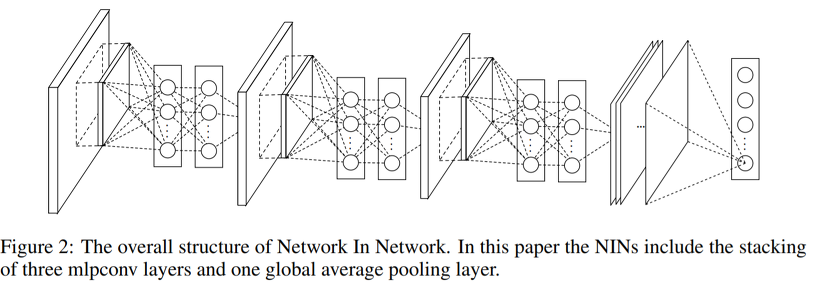 Figure 2: The overall structure of Network In Network. In this paper the NINs include the stacking
of three mlpconv layers and one global average pooling layer.